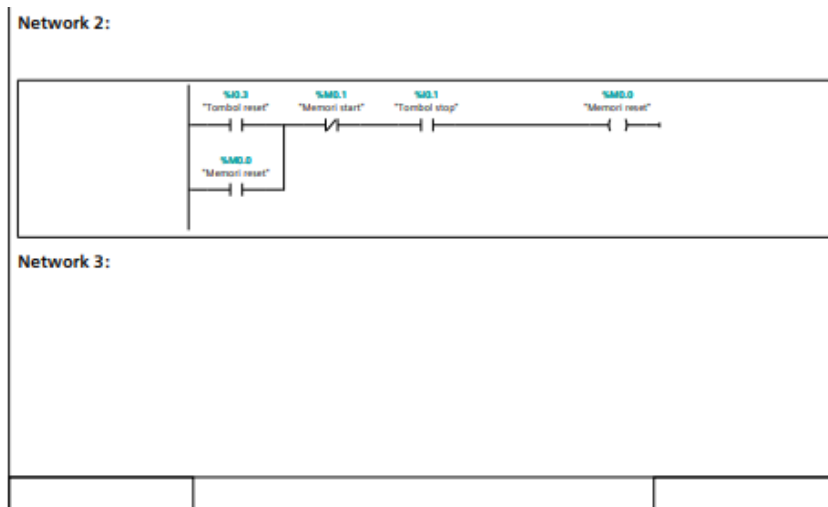 Network 2:
%I0.3 %M0.1 %I0.1 %M0.0
"Tombol reset" "Memori start" "Tombol stop" "Memori reset"
%M0.0
"Memori reset"
Network 3: